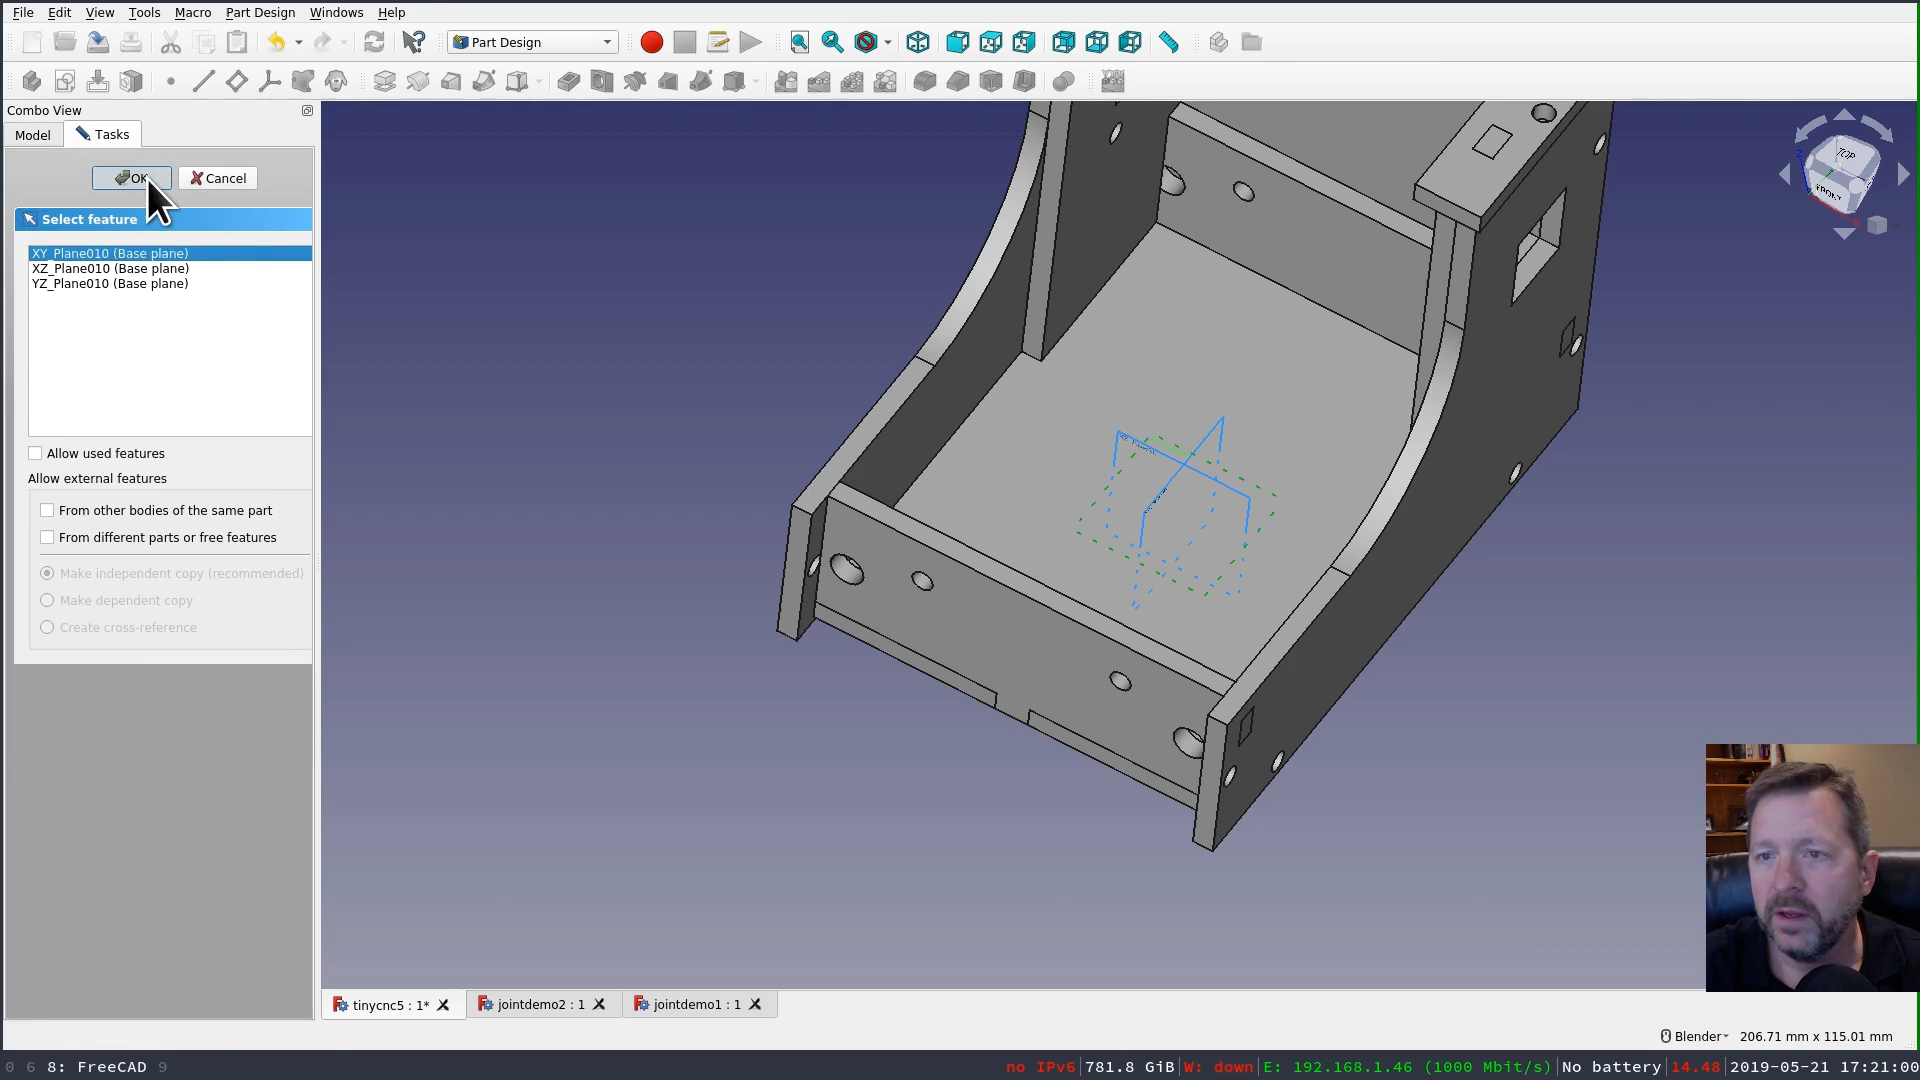 File Edit View Tools Macro Part Design Windows Help
Part Design
Combo View
Model Tasks
OK Cancel
Select feature
XY_Plane010 (Base plane)
XZ_Plane010 (Base plane)
YZ_Plane010 (Base plane)
Allow used features
Allow external features
From other bodies of the same part
From different parts or free features
Make independent copy (recommended)
Make dependent copy
Create cross-reference
TOP
FRONT
Z
tinycnc5 : 1* jointdemo2 : 1 jointdemo1 : 1
Blender 206.71 mm x 115.01 mm
0 6 8: FreeCAD 9 no IPv6|781.8 GiB|W: down|E: 192.168.1.46 (1000 Mbit/s)|No battery|14.48|2019-05-21 17:21:00